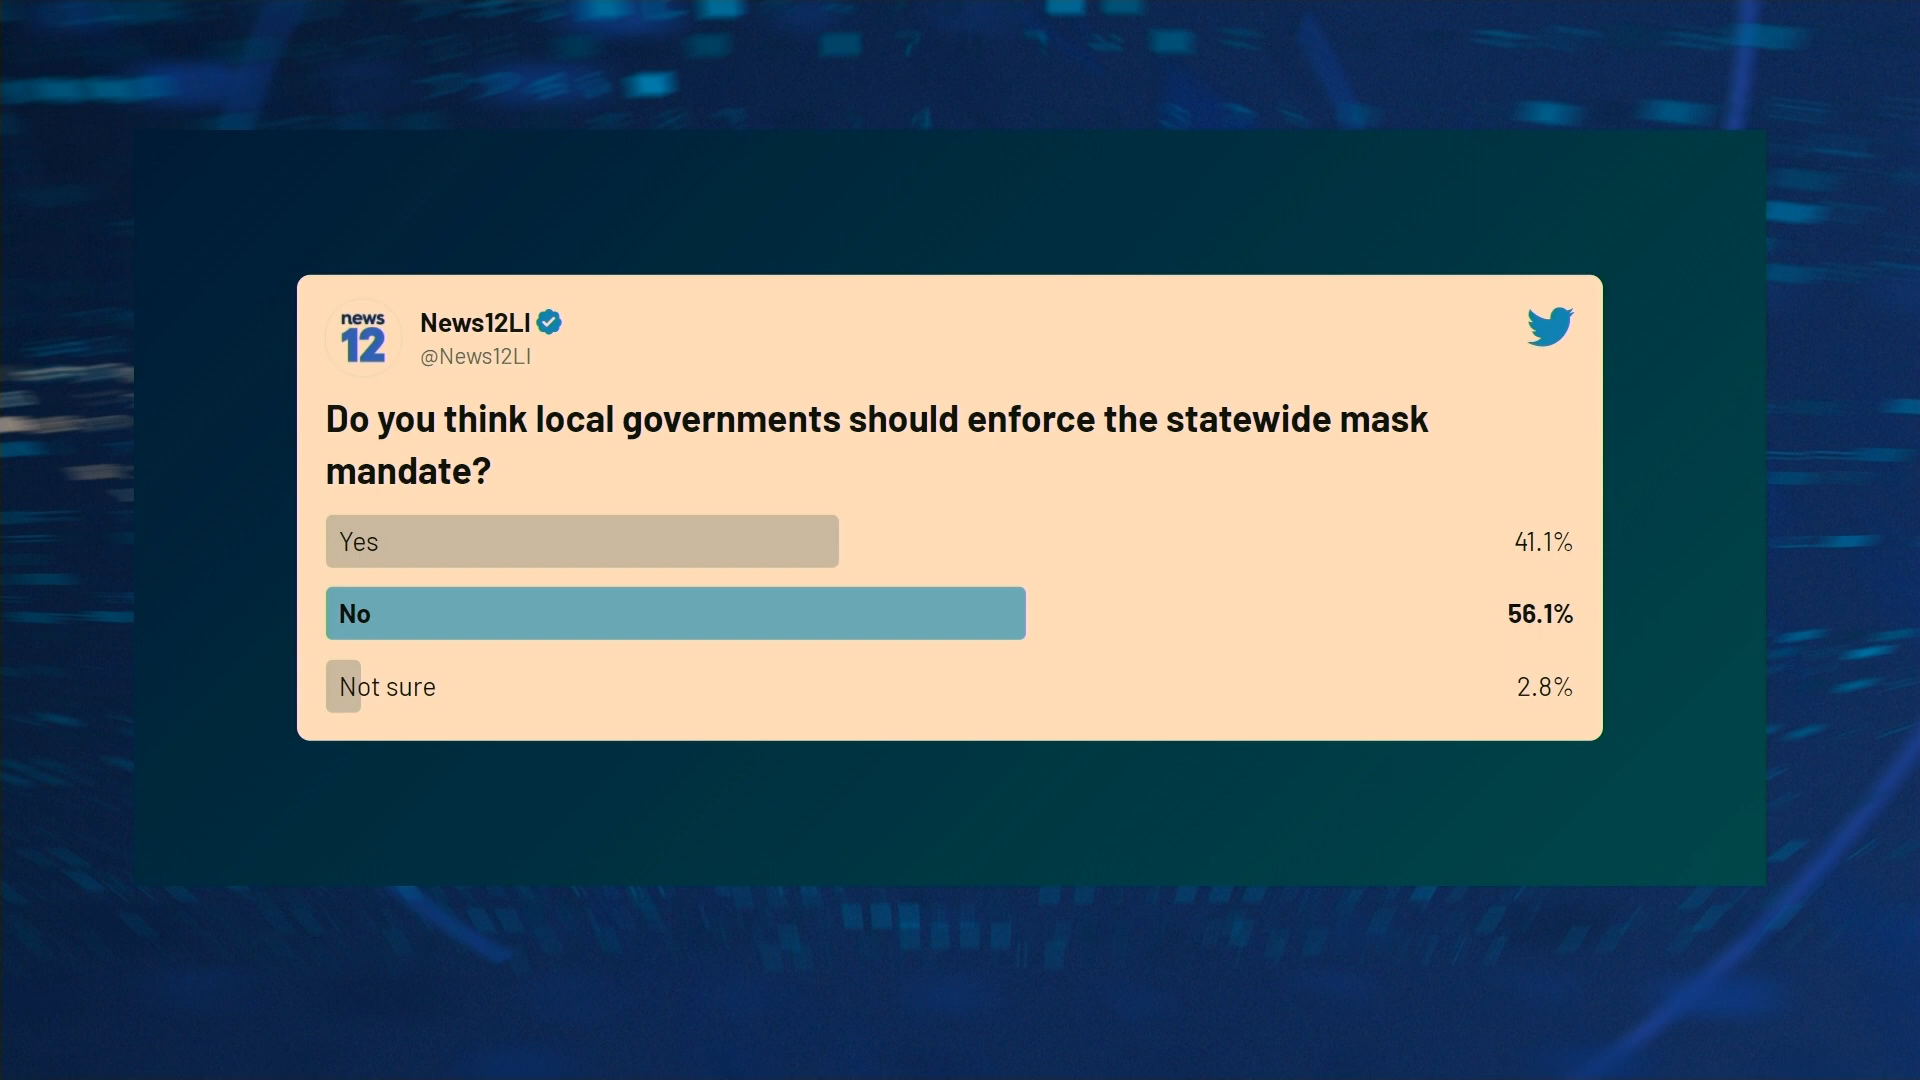 news
12
News12LI
@News12LI
Do you think local governments should enforce the statewide mask
mandate?
Yes 41.1%
No 56.1%
Not sure 2.8%